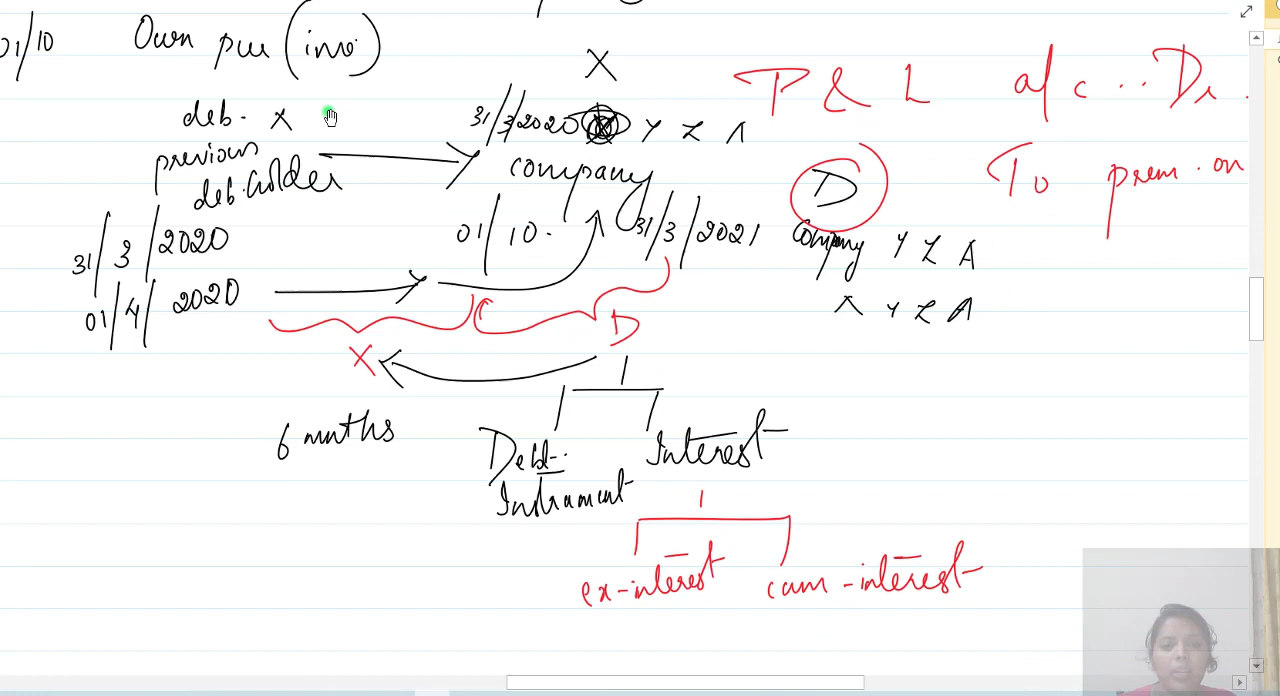 01/10 Own pur (inv)
X
P & L a/c ... Dr.
deb. X
31/3/2020 X Y Z A
previous
deb. holder
company
D
To prem. on
31/3/2020
01/10. 31/3/2021
Company Y Z A
01/4/2020
X Y Z A
D
X
6 months
Debt. Interest
Instrument
ex-interest cum-interest